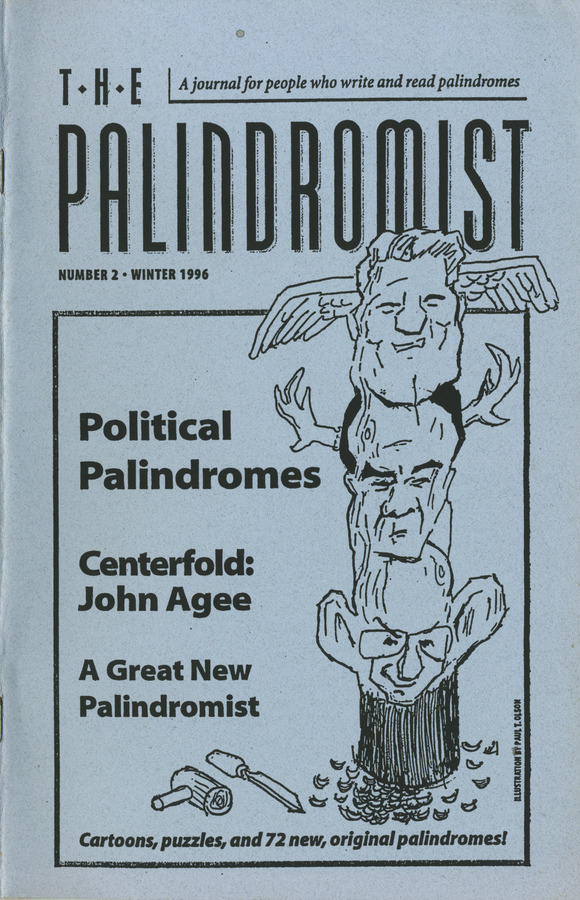 T·H·E
A journal for people who write and read palindromes
PALINDROMIST
NUMBER 2 • WINTER 1996
Political
Palindromes
Centerfold:
John Agee
A Great New
Palindromist
ILLUSTRATION BY PAUL T. OLSON
Cartoons, puzzles, and 72 new, original palindromes!